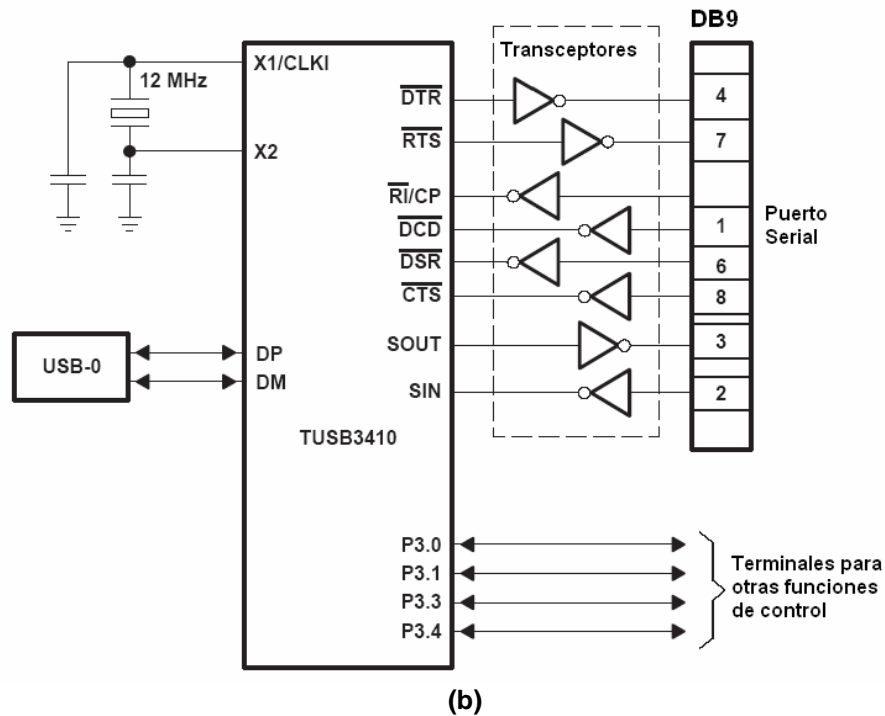 DB9
Transceptores
X1/CLKI
12 MHz
X2
DTR
RTS
RI/CP
DCD
DSR
CTS
SOUT
SIN
4
7
1
6
8
3
2
Puerto
Serial
USB-0
DP
DM
TUSB3410
P3.0
P3.1
P3.3
P3.4
Terminales para
otras funciones
de control
(b)